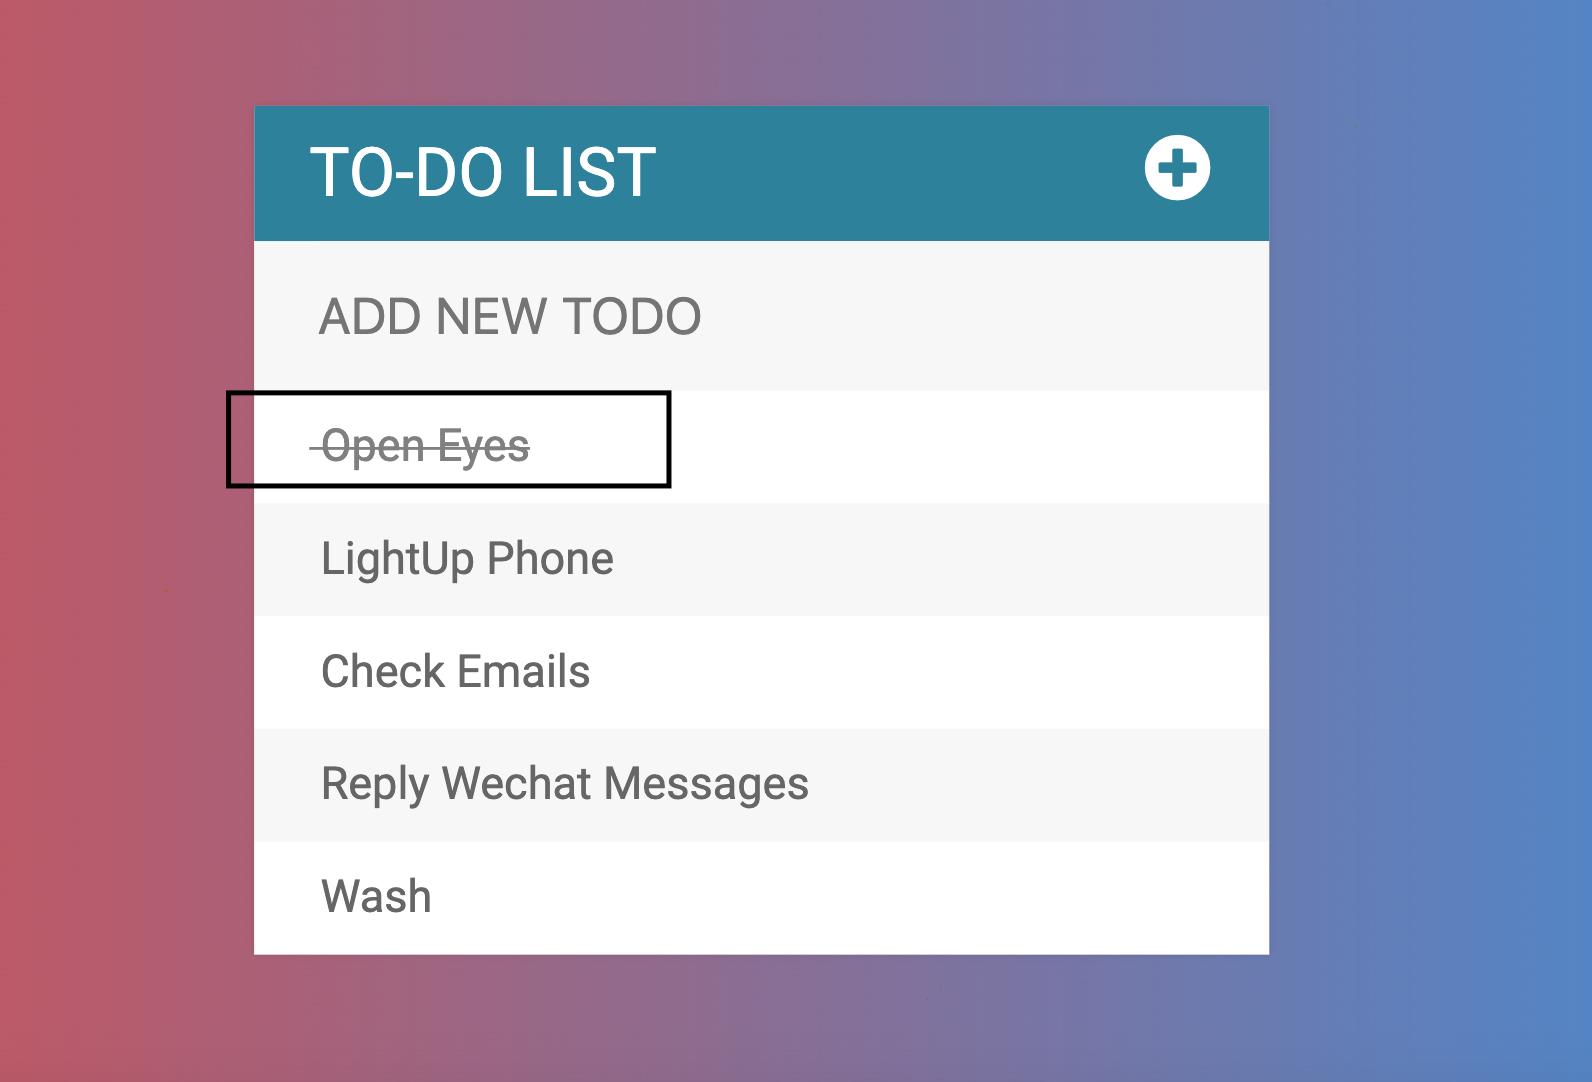 TO-DO LIST
ADD NEW TODO
Open Eyes
LightUp Phone
Check Emails
Reply Wechat Messages
Wash